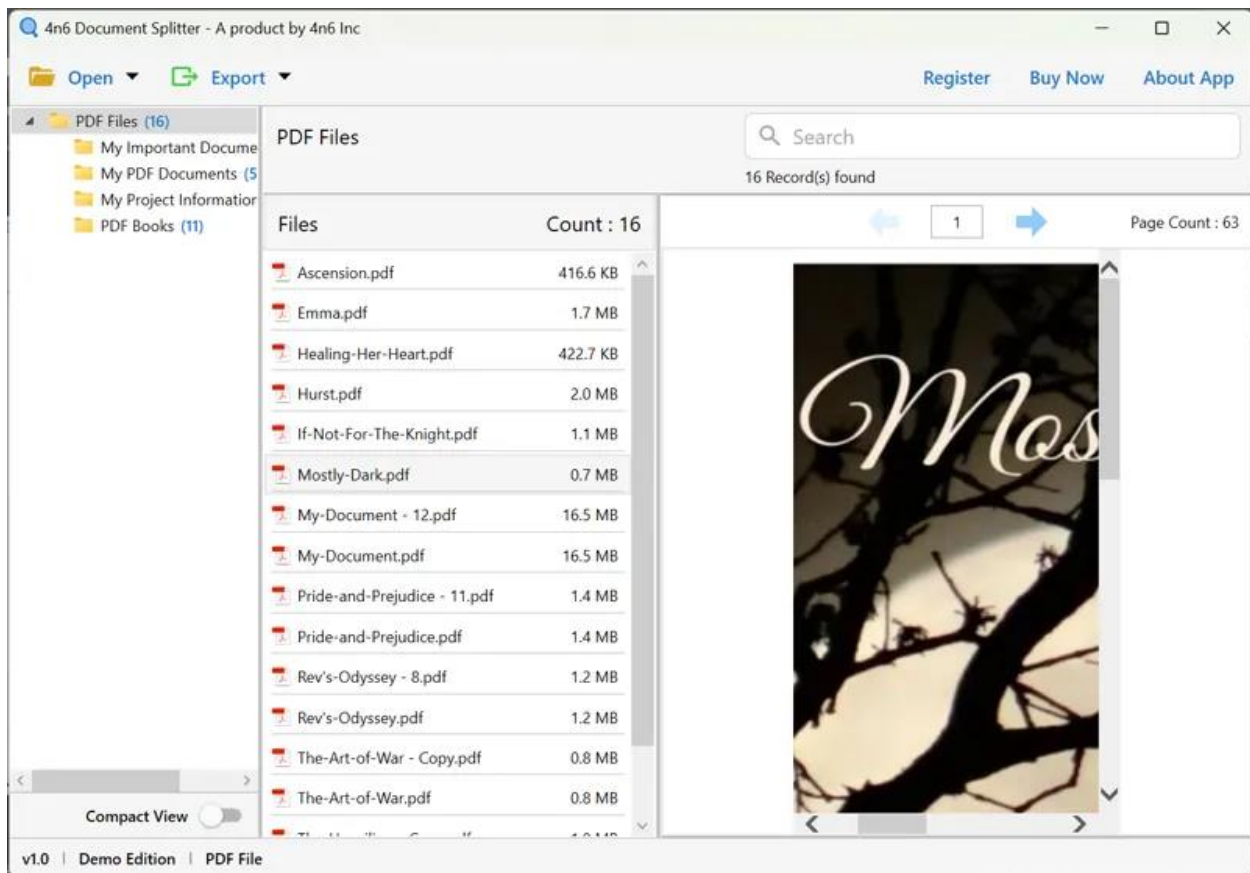 4n6 Document Splitter - A product by 4n6 Inc
Open Export Register Buy Now About App
PDF Files (16)
My Important Docume
My PDF Documents (5
My Project Information
PDF Books (11)
Compact View
PDF Files
Search
16 Record(s) found
Files Count : 16
Ascension.pdf 416.6 KB
Emma.pdf 1.7 MB
Healing-Her-Heart.pdf 422.7 KB
Hurst.pdf 2.0 MB
If-Not-For-The-Knight.pdf 1.1 MB
Mostly-Dark.pdf 0.7 MB
My-Document - 12.pdf 16.5 MB
My-Document.pdf 16.5 MB
Pride-and-Prejudice - 11.pdf 1.4 MB
Pride-and-Prejudice.pdf 1.4 MB
Rev's-Odyssey - 8.pdf 1.2 MB
Rev's-Odyssey.pdf 1.2 MB
The-Art-of-War - Copy.pdf 0.8 MB
The-Art-of-War.pdf 0.8 MB
1 Page Count : 63
Mos
v1.0 | Demo Edition | PDF File